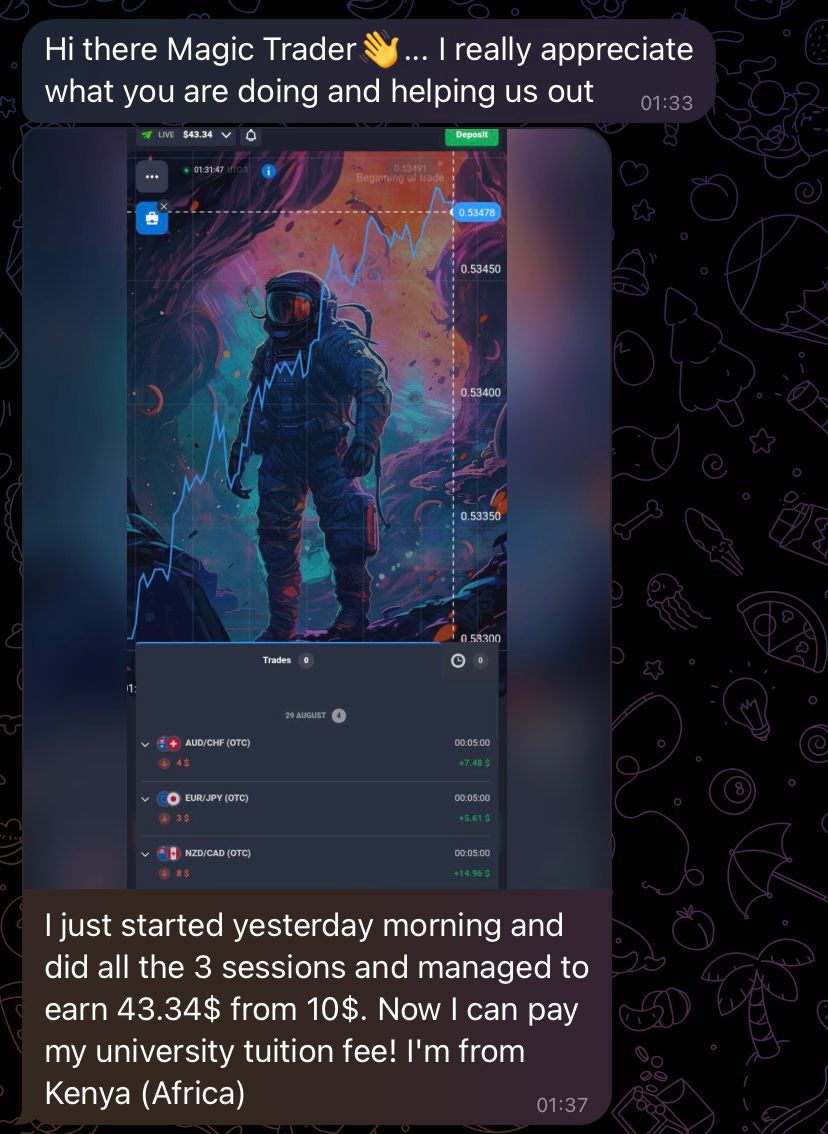 Hi there Magic Trader👋... I really appreciate
what you are doing and helping us out
01:33
LIVE $43.34
Deposit
01:31:47 UTC-3
0.53491
Beginning of trade
0.53478
0.53450
0.53400
0.53350
0.53300
Trades 0
0
01:
29 AUGUST 4
AUD/CHF (OTC) 00:05:00
4 $ +7.48 $
EUR/JPY (OTC) 00:05:00
3 $ +5.61 $
NZD/CAD (OTC) 00:05:00
8 $ +14.96 $
I just started yesterday morning and
did all the 3 sessions and managed to
earn 43.34$ from 10$. Now I can pay
my university tuition fee! I'm from
Kenya (Africa)
01:37